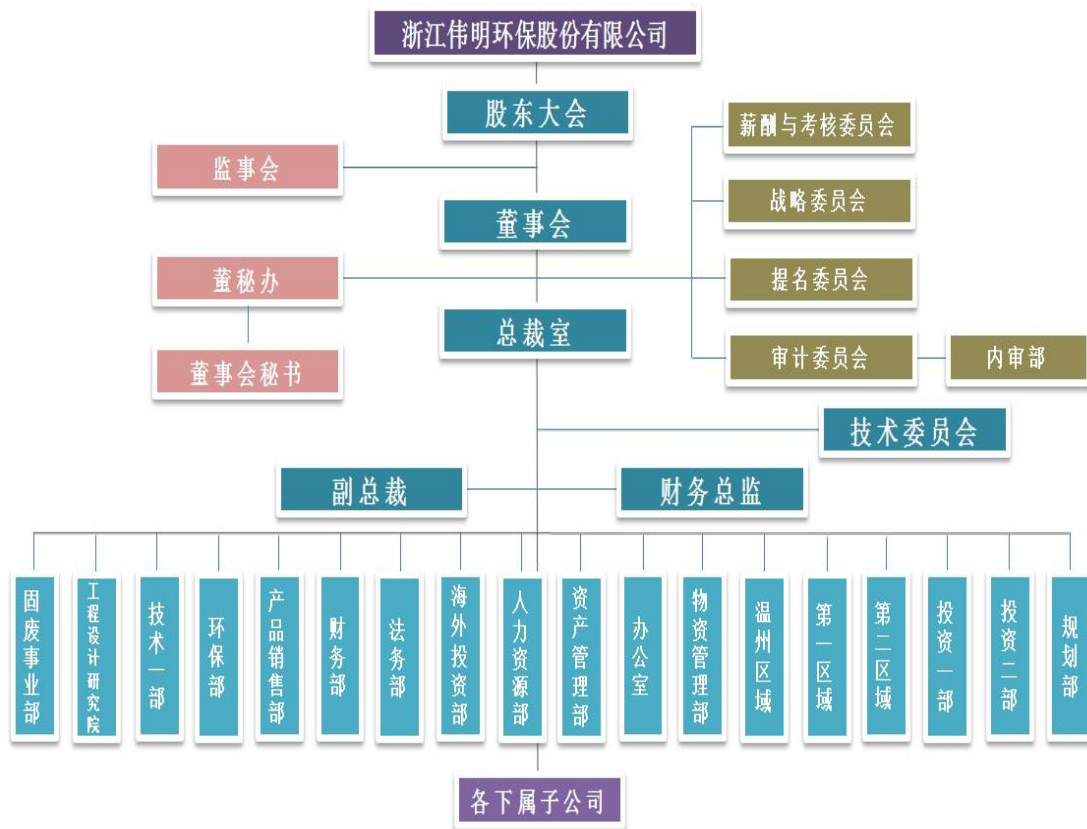 浙江伟明环保股份有限公司
股东大会
薪酬与考核委员会
监事会
战略委员会
董事会
董秘办
提名委员会
总裁室
董事会秘书
审计委员会
内审部
技术委员会
副总裁
财务总监
固废事业部
工程设计研究院
技术一部
环保部
产品销售部
财务部
法务部
海外投资部
人力资源部
资产管理部
办公室
物资管理部
温州区域
第一区域
第二区域
投资一部
投资二部
规划部
各下属子公司